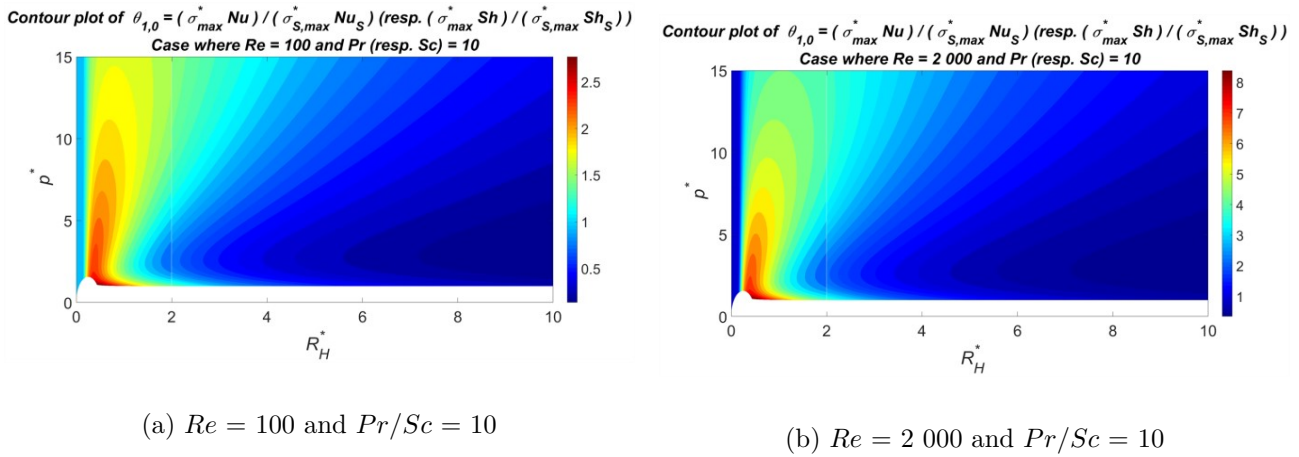 Contour plot of θ1,0 = ( σ*max Nu ) / ( σ*S,max NuS ) (resp. ( σ*max Sh ) / ( σ*S,max ShS ) )
Case where Re = 100 and Pr (resp. Sc) = 10
15
10
5
0
p*
0 2 4 6 8 10
R*H
2.5
2
1.5
1
0.5
(a) Re = 100 and Pr/Sc = 10
Contour plot of θ1,0 = ( σ*max Nu ) / ( σ*S,max NuS ) (resp. ( σ*max Sh ) / ( σ*S,max ShS ) )
Case where Re = 2 000 and Pr (resp. Sc) = 10
15
10
5
0
p*
0 2 4 6 8 10
R*H
8
7
6
5
4
3
2
1
(b) Re = 2 000 and Pr/Sc = 10